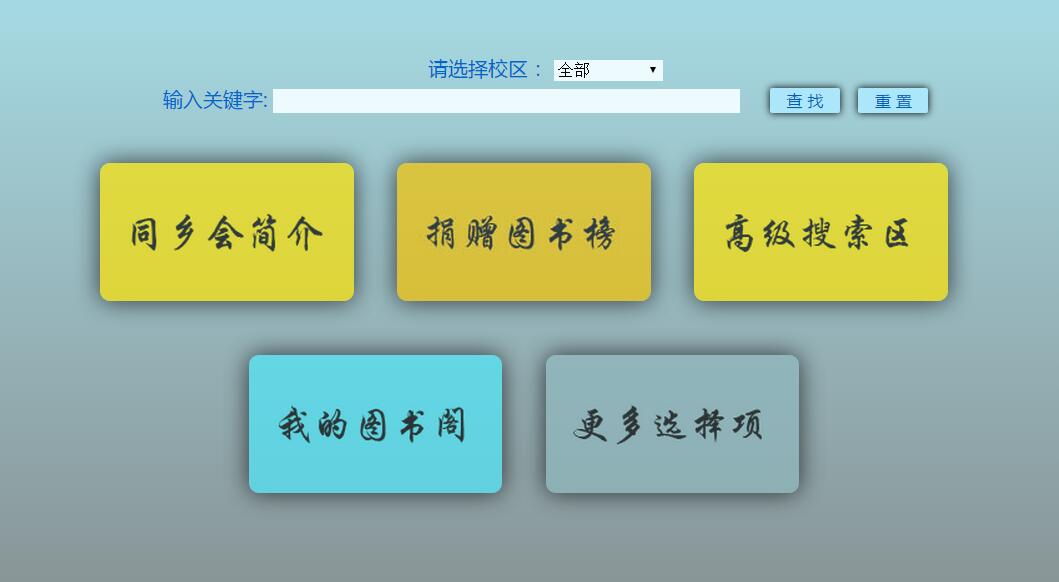 请选择校区： 全部
输入关键字: 查 找 重 置
同乡会简介 捐赠图书榜 高级搜索区
我的图书阁 更多选择项